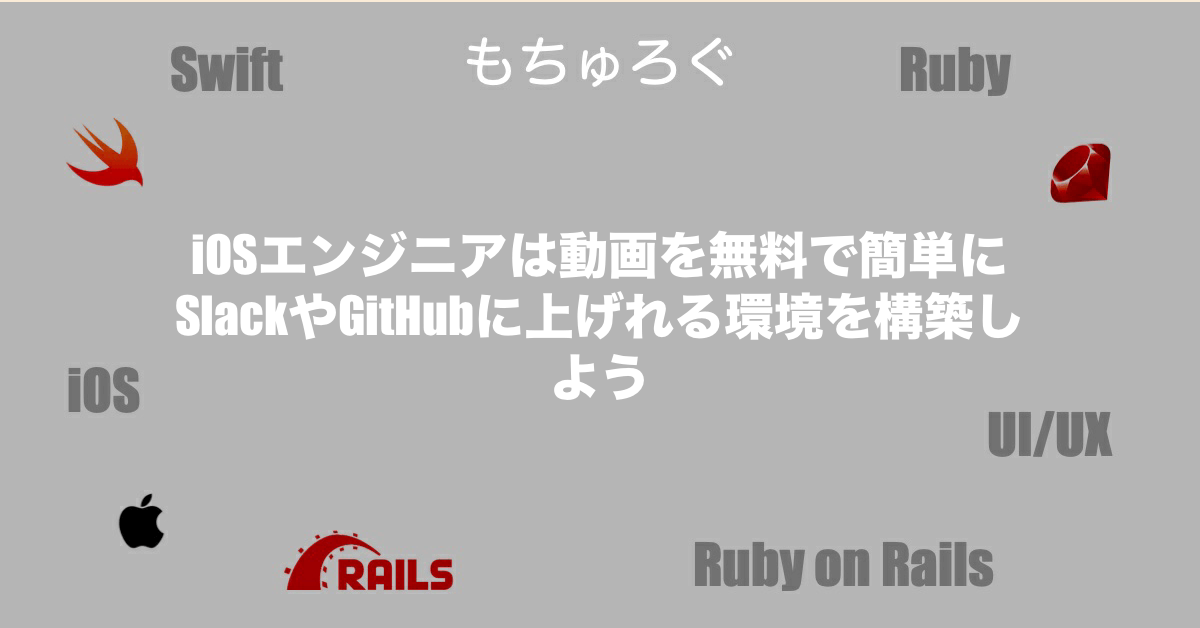 Swift
もちゅろぐ
Ruby
iOSエンジニアは動画を無料で簡単に
SlackやGitHubに上げれる環境を構築し
よう
iOS
UI/UX
RAILS
Ruby on Rails